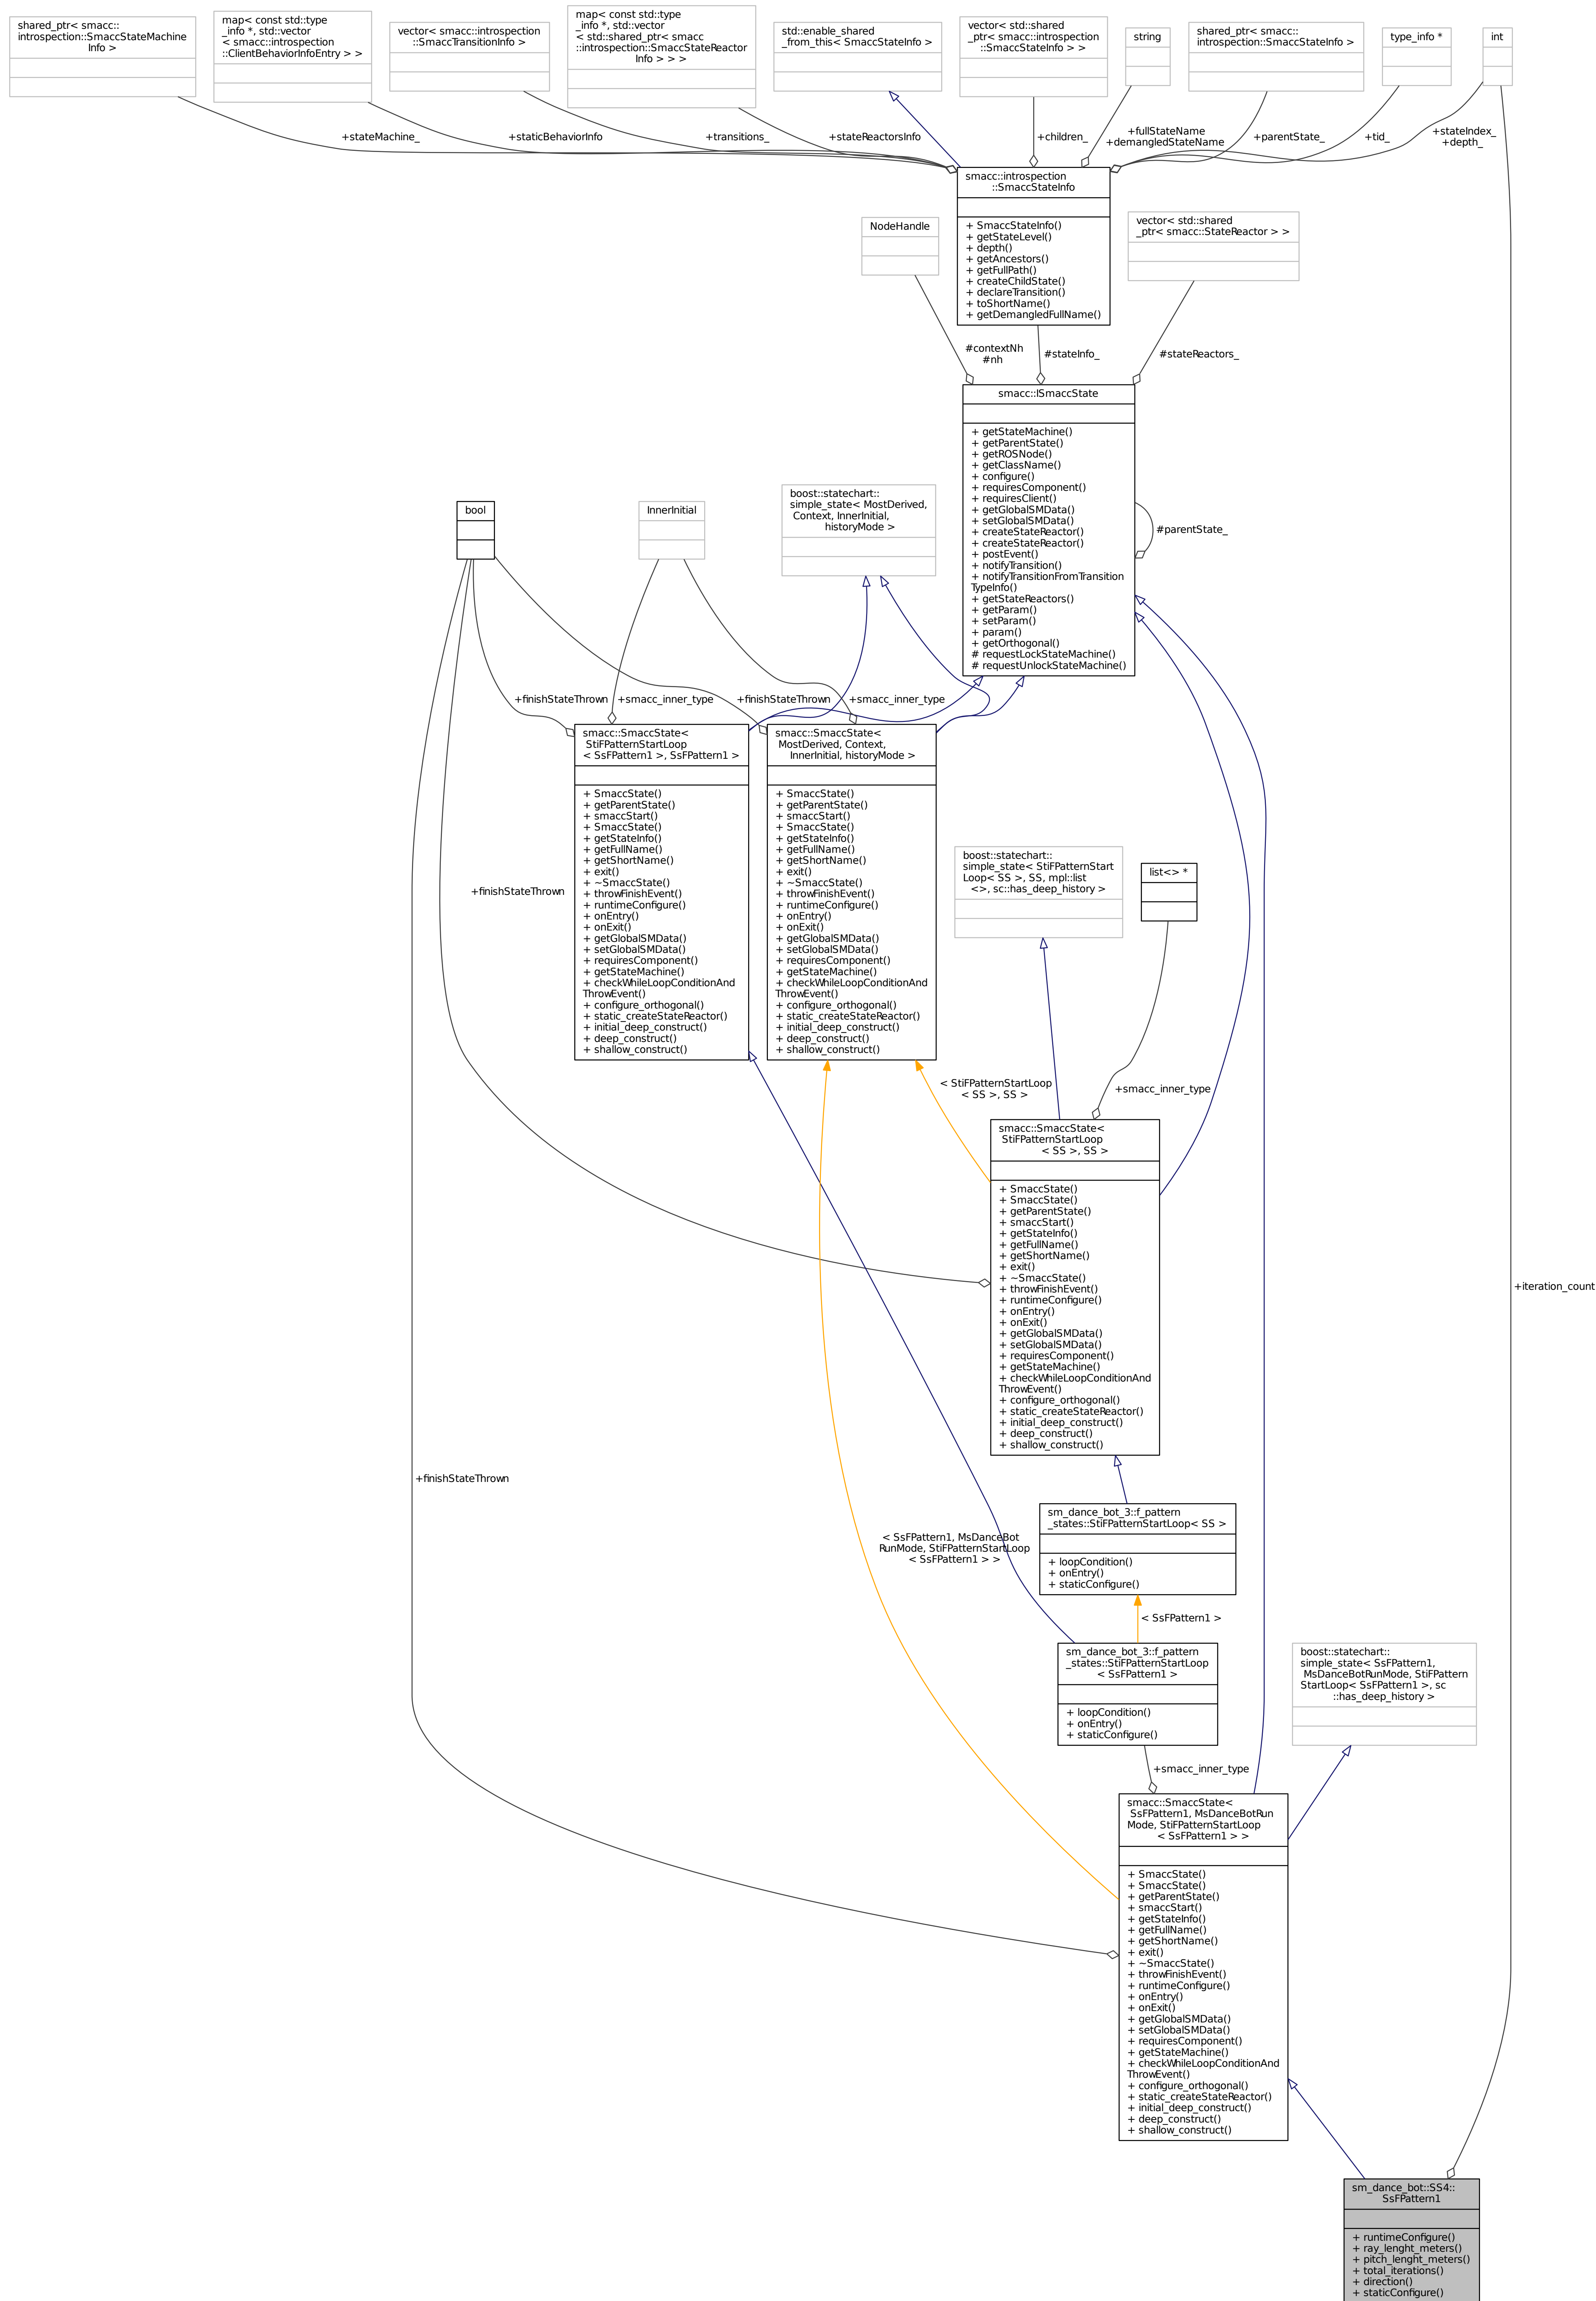 shared_ptr< smacc::
introspection::SmaccStateMachine
Info >
map< const std::type
_info *, std::vector
< smacc::introspection
::ClientBehaviorInfoEntry > >
vector< smacc::introspection
::SmaccTransitionInfo >
map< const std::type
_info *, std::vector
< std::shared_ptr< smacc
::introspection::SmaccStateReactor
Info > > >
std::enable_shared
_from_this< SmaccStateInfo >
vector< std::shared
_ptr< smacc::introspection
::SmaccStateInfo > >
string
shared_ptr< smacc::
introspection::SmaccStateInfo >
type_info *
int
+stateMachine_
+staticBehaviorInfo
+transitions_
+stateReactorsInfo
+children_
+fullStateName
+demangledStateName
+parentState_
+tid_
+stateIndex_
+depth_
smacc::introspection
::SmaccStateInfo
+ SmaccStateInfo()
+ getStateLevel()
+ depth()
+ getAncestors()
+ getFullPath()
+ createChildState()
+ declareTransition()
+ toShortName()
+ getDemangledFullName()
NodeHandle
vector< std::shared
_ptr< smacc::StateReactor > >
#contextNh
#nh
#stateInfo_
#stateReactors_
smacc::ISmaccState
+ getStateMachine()
+ getParentState()
+ getROSNode()
+ getClassName()
+ configure()
+ requiresComponent()
+ requiresClient()
+ getGlobalSMData()
+ setGlobalSMData()
+ createStateReactor()
+ createStateReactor()
+ postEvent()
+ notifyTransition()
+ notifyTransitionFromTransition
TypeInfo()
+ getStateReactors()
+ getParam()
+ setParam()
+ param()
+ getOrthogonal()
# requestLockStateMachine()
# requestUnlockStateMachine()
#parentState_
bool
InnerInitial
boost::statechart::
simple_state< MostDerived,
Context, InnerInitial,
historyMode >
+finishStateThrown
+smacc_inner_type
+finishStateThrown
+smacc_inner_type
smacc::SmaccState<
StiFPatternStartLoop
< SsFPattern1 >, SsFPattern1 >
+ SmaccState()
+ getParentState()
+ smaccStart()
+ SmaccState()
+ getStateInfo()
+ getFullName()
+ getShortName()
+ exit()
+ ~SmaccState()
+ throwFinishEvent()
+ runtimeConfigure()
+ onEntry()
+ onExit()
+ getGlobalSMData()
+ setGlobalSMData()
+ requiresComponent()
+ getStateMachine()
+ checkWhileLoopConditionAnd
ThrowEvent()
+ configure_orthogonal()
+ static_createStateReactor()
+ initial_deep_construct()
+ deep_construct()
+ shallow_construct()
smacc::SmaccState<
MostDerived, Context,
InnerInitial, historyMode >
+ SmaccState()
+ getParentState()
+ smaccStart()
+ SmaccState()
+ getStateInfo()
+ getFullName()
+ getShortName()
+ exit()
+ ~SmaccState()
+ throwFinishEvent()
+ runtimeConfigure()
+ onEntry()
+ onExit()
+ getGlobalSMData()
+ setGlobalSMData()
+ requiresComponent()
+ getStateMachine()
+ checkWhileLoopConditionAnd
ThrowEvent()
+ configure_orthogonal()
+ static_createStateReactor()
+ initial_deep_construct()
+ deep_construct()
+ shallow_construct()
+finishStateThrown
boost::statechart::
simple_state< StiFPatternStart
Loop< SS >, SS, mpl::list
<>, sc::has_deep_history >
list<> *
< StiFPatternStartLoop
< SS >, SS >
+smacc_inner_type
smacc::SmaccState<
StiFPatternStartLoop
< SS >, SS >
+ SmaccState()
+ SmaccState()
+ getParentState()
+ smaccStart()
+ getStateInfo()
+ getFullName()
+ getShortName()
+ exit()
+ ~SmaccState()
+ throwFinishEvent()
+ runtimeConfigure()
+ onEntry()
+ onExit()
+ getGlobalSMData()
+ setGlobalSMData()
+ requiresComponent()
+ getStateMachine()
+ checkWhileLoopConditionAnd
ThrowEvent()
+ configure_orthogonal()
+ static_createStateReactor()
+ initial_deep_construct()
+ deep_construct()
+ shallow_construct()
+iteration_count
+finishStateThrown
sm_dance_bot_3::f_pattern
_states::StiFPatternStartLoop< SS >
+ loopCondition()
+ onEntry()
+ staticConfigure()
< SsFPattern1, MsDanceBot
RunMode, StiFPatternStartLoop
< SsFPattern1 > >
< SsFPattern1 >
sm_dance_bot_3::f_pattern
_states::StiFPatternStartLoop
< SsFPattern1 >
+ loopCondition()
+ onEntry()
+ staticConfigure()
boost::statechart::
simple_state< SsFPattern1,
MsDanceBotRunMode, StiFPattern
StartLoop< SsFPattern1 >, sc
::has_deep_history >
+smacc_inner_type
smacc::SmaccState<
SsFPattern1, MsDanceBotRun
Mode, StiFPatternStartLoop
< SsFPattern1 > >
+ SmaccState()
+ SmaccState()
+ getParentState()
+ smaccStart()
+ getStateInfo()
+ getFullName()
+ getShortName()
+ exit()
+ ~SmaccState()
+ throwFinishEvent()
+ runtimeConfigure()
+ onEntry()
+ onExit()
+ getGlobalSMData()
+ setGlobalSMData()
+ requiresComponent()
+ getStateMachine()
+ checkWhileLoopConditionAnd
ThrowEvent()
+ configure_orthogonal()
+ static_createStateReactor()
+ initial_deep_construct()
+ deep_construct()
+ shallow_construct()
sm_dance_bot::SS4::
SsFPattern1
+ runtimeConfigure()
+ ray_lenght_meters()
+ pitch_lenght_meters()
+ total_iterations()
+ direction()
+ staticConfigure()